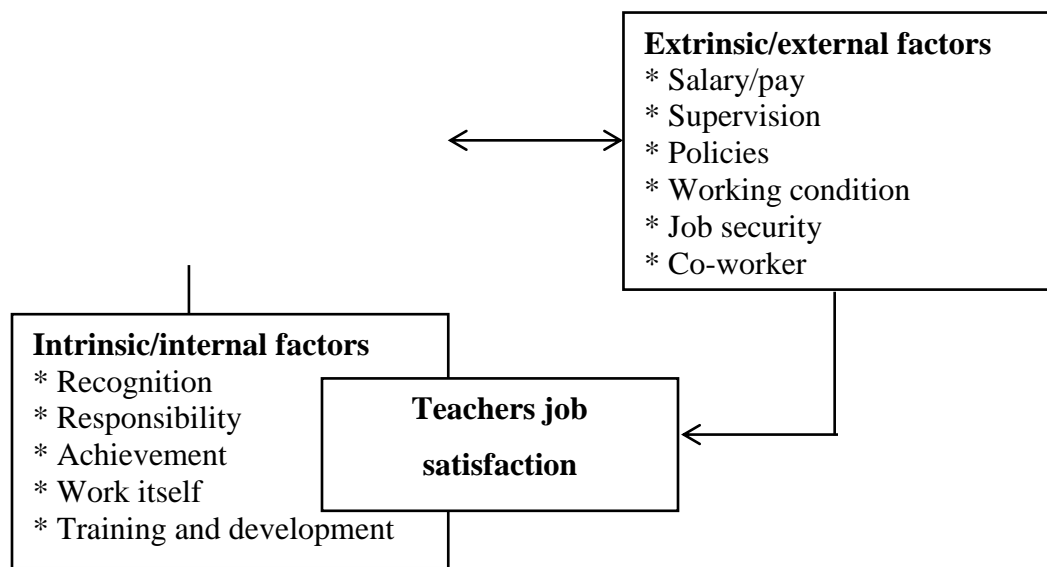 Extrinsic/external factors
* Salary/pay
* Supervision
* Policies
* Working condition
* Job security
* Co-worker
Intrinsic/internal factors
* Recognition
* Responsibility
* Achievement
* Work itself
* Training and development
Teachers job
satisfaction